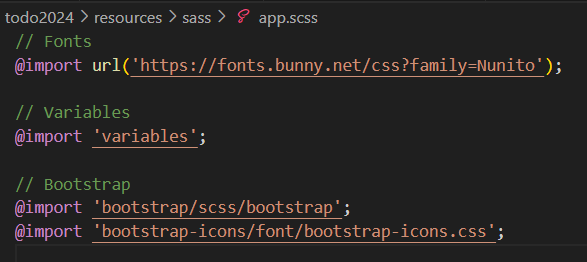 todo2024 > resources > sass > app.scss
// Fonts
@import url('https://fonts.bunny.net/css?family=Nunito');
// Variables
@import 'variables';
// Bootstrap
@import 'bootstrap/scss/bootstrap';
@import 'bootstrap-icons/font/bootstrap-icons.css';